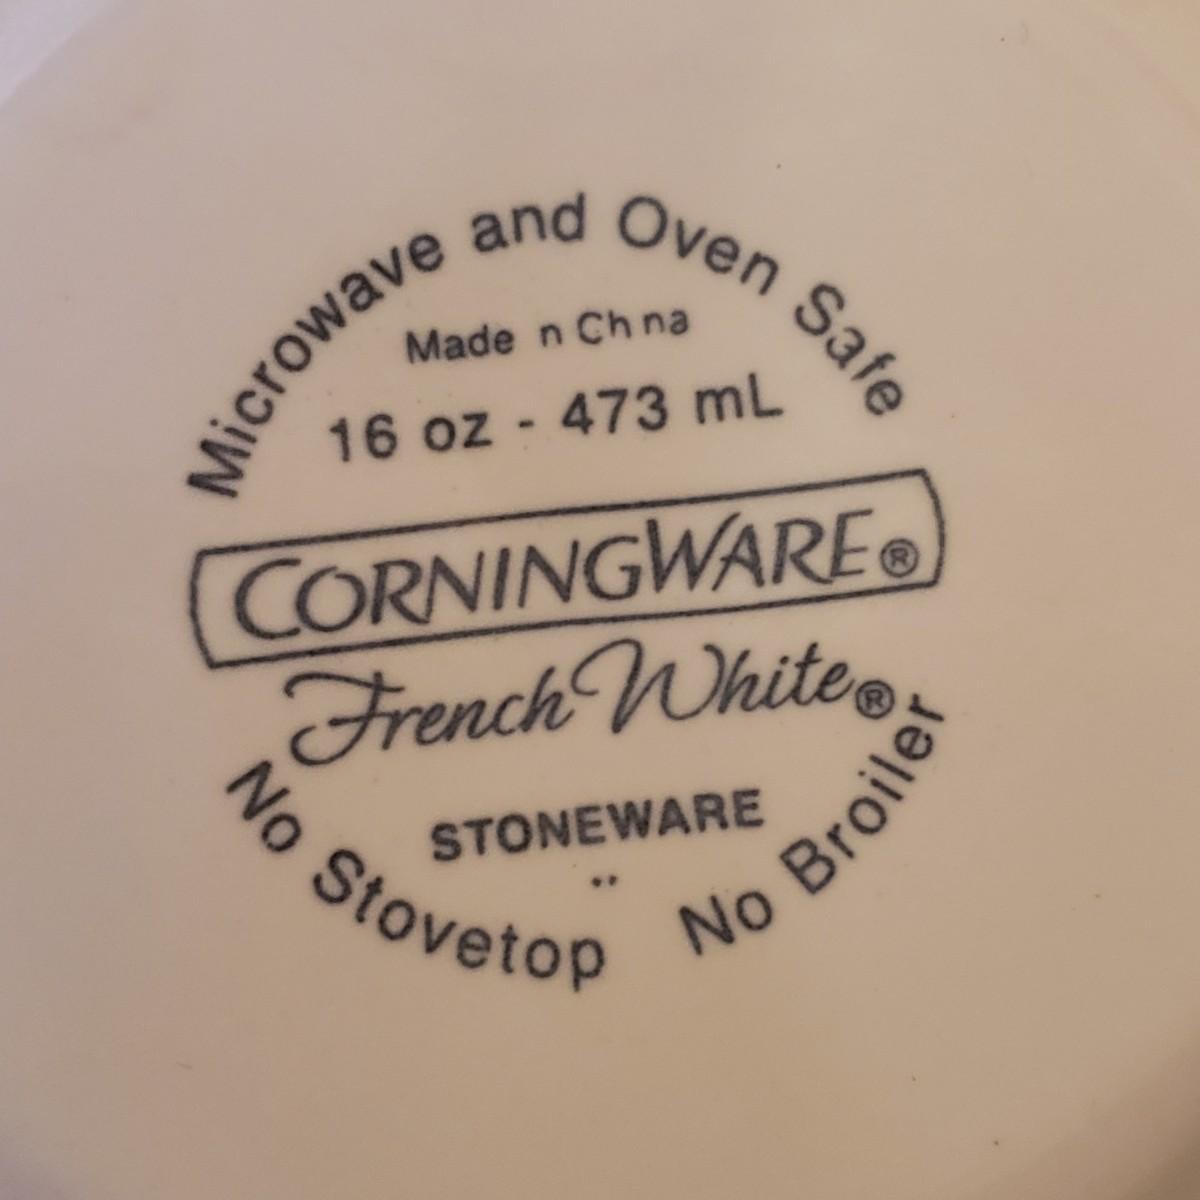 Microwave and Oven Safe
Made n Ch na
16 oz - 473 mL
CORNINGWARE®
French White®
STONEWARE
No Stovetop No Broiler